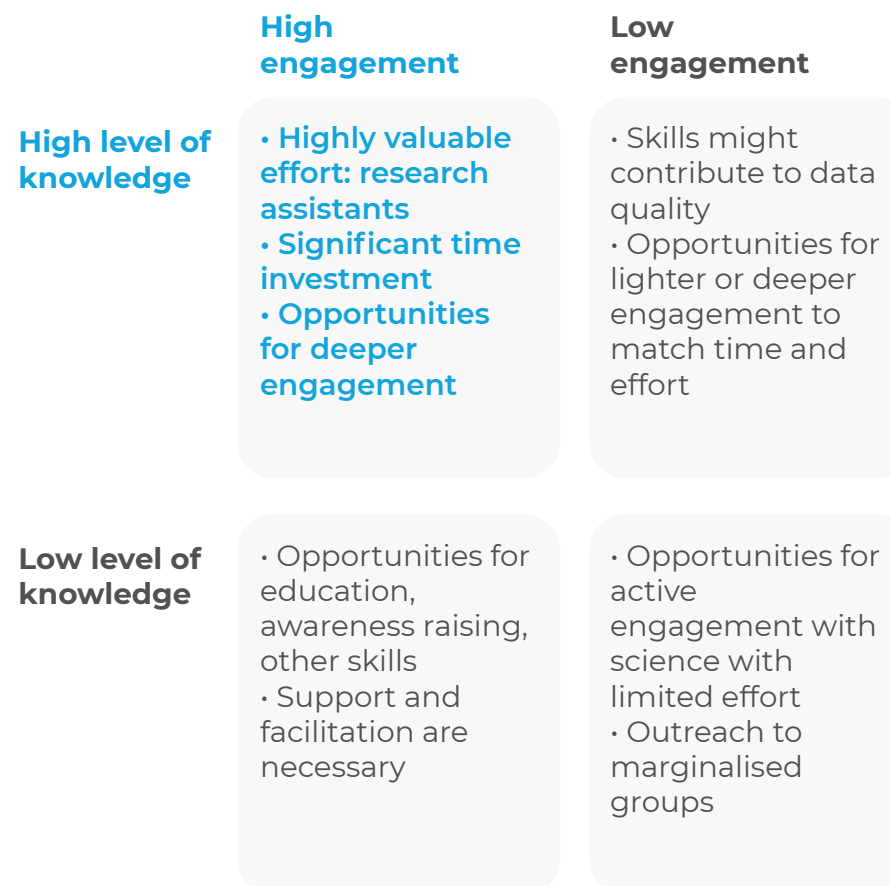 High
engagement
Low
engagement
High level of
knowledge
• Highly valuable
effort: research
assistants
• Significant time
investment
• Opportunities
for deeper
engagement
• Skills might
contribute to data
quality
• Opportunities for
lighter or deeper
engagement to
match time and
effort
Low level of
knowledge
• Opportunities for
education,
awareness raising,
other skills
• Support and
facilitation are
necessary
• Opportunities for
active
engagement with
science with
limited effort
• Outreach to
marginalised
groups